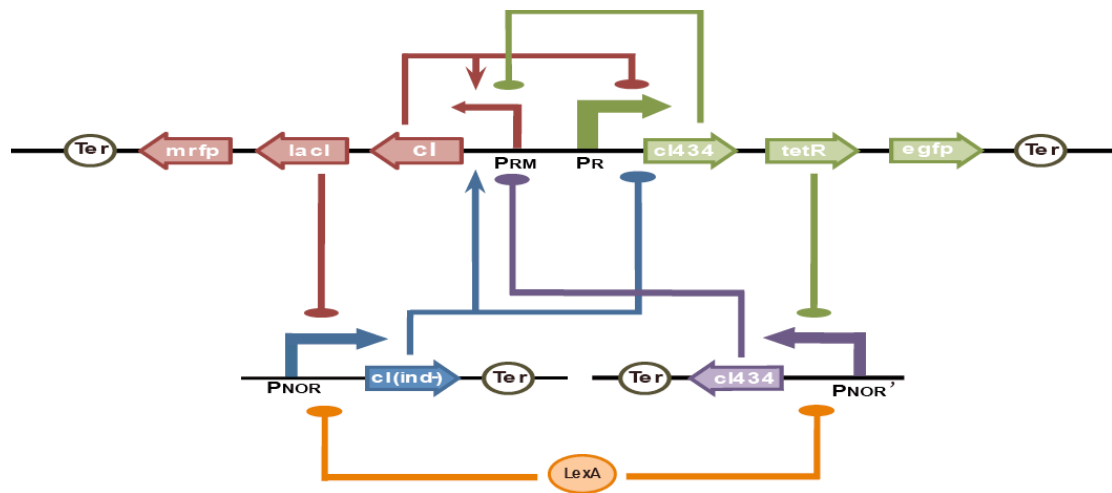 Ter mrfp lacI cI PRM PR cI434 tetR egfp Ter
PNOR cI(ind-) Ter Ter cI434 PNOR’
LexA